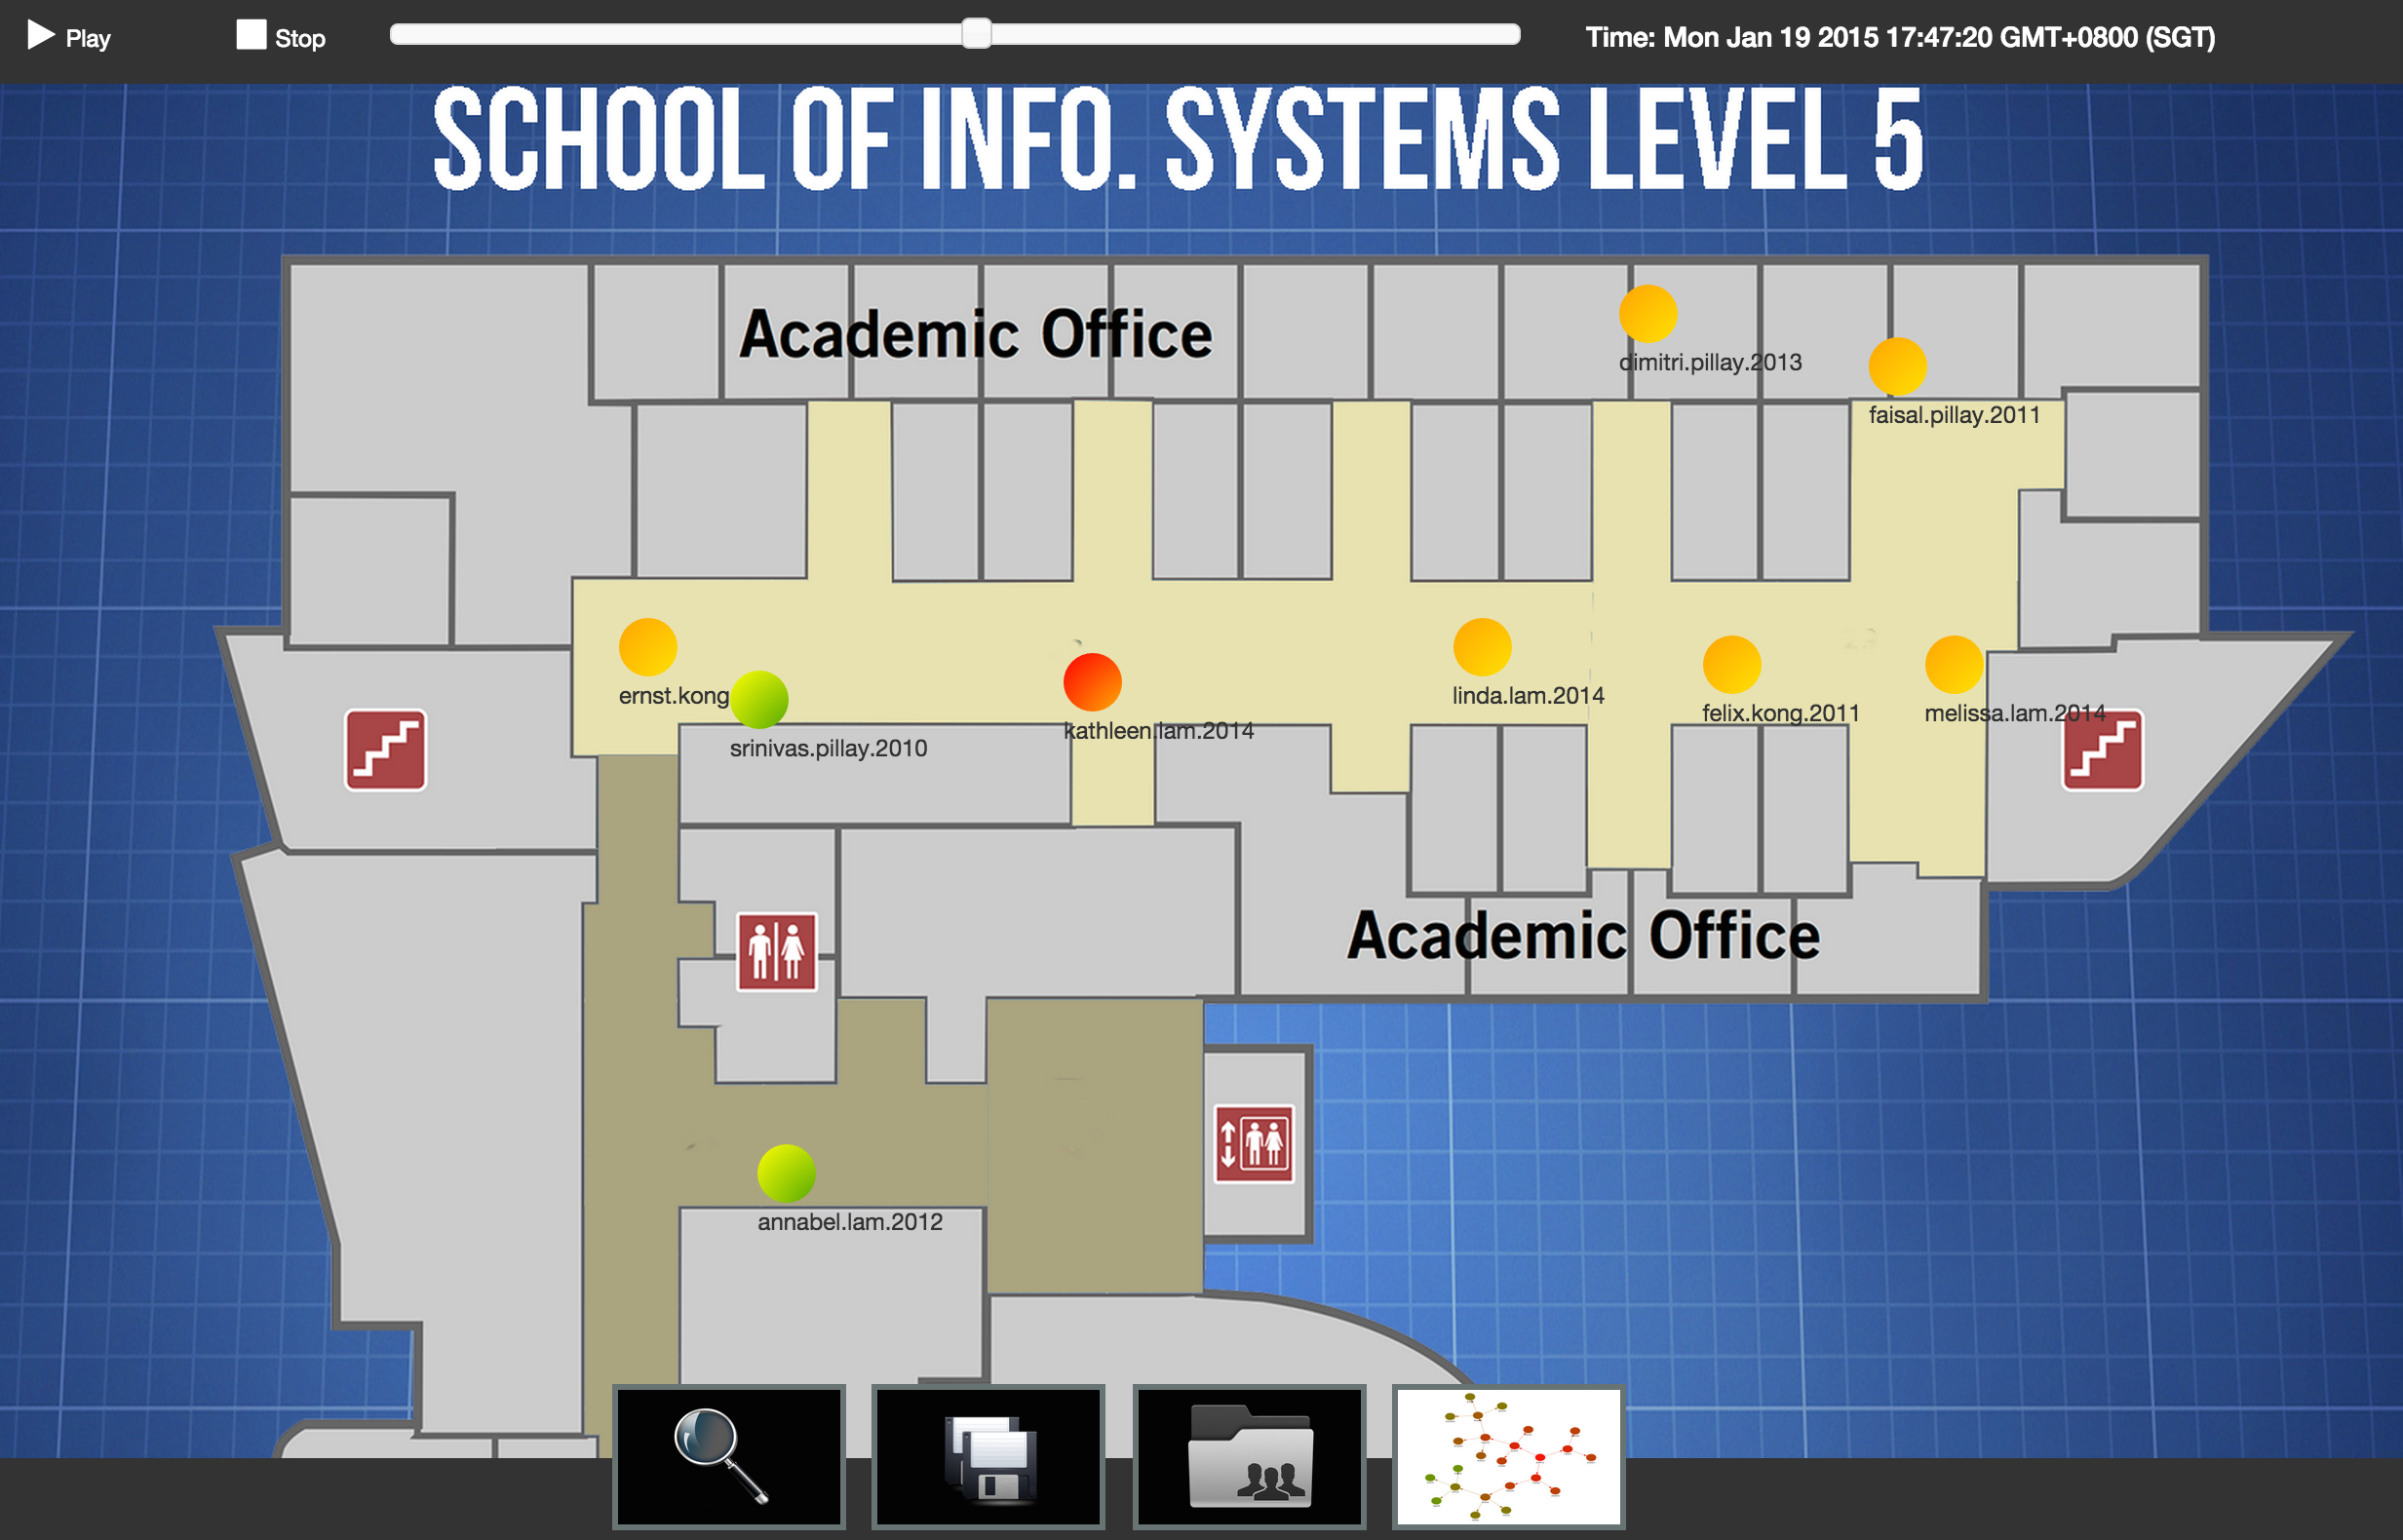 Play
Stop
Time: Mon Jan 19 2015 17:47:20 GMT+0800 (SGT)
SCHOOL OF INFO. SYSTEMS LEVEL 5
Academic Office
dimitri.pillay.2013
faisal.pillay.2011
ernst.kong
srinivas.pillay.2010
kathleen.lam.2014
linda.lam.2014
felix.kong.2011
melissa.lam.2014
Academic Office
annabel.lam.2012